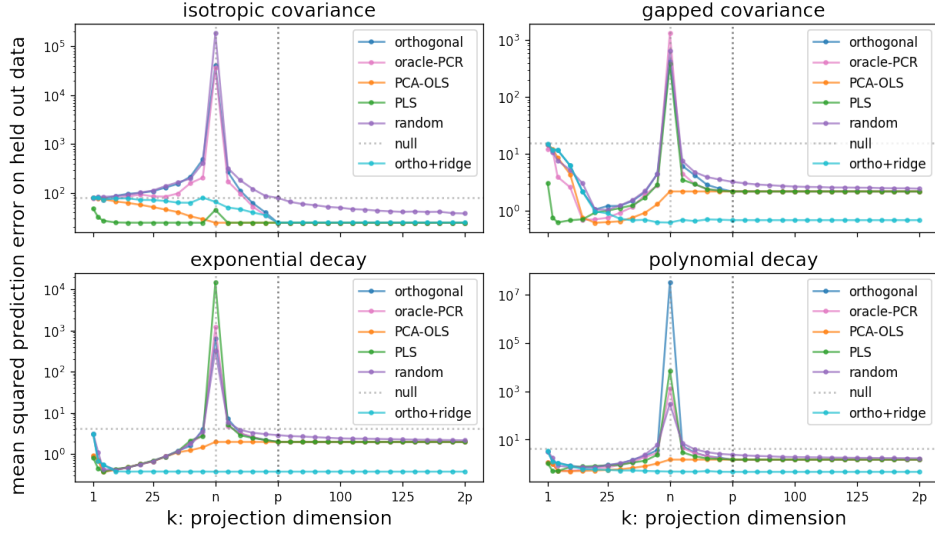 mean squared prediction error on held out data
isotropic covariance
10^5
10^4
10^3
10^2
orthogonal
oracle-PCR
PCA-OLS
PLS
random
null
ortho+ridge
gapped covariance
10^3
10^2
10^1
10^0
orthogonal
oracle-PCR
PCA-OLS
PLS
random
null
ortho+ridge
exponential decay
10^4
10^3
10^2
10^1
10^0
orthogonal
oracle-PCR
PCA-OLS
PLS
random
null
ortho+ridge
1 25 n p 100 125 2p
k: projection dimension
polynomial decay
10^7
10^5
10^3
10^1
orthogonal
oracle-PCR
PCA-OLS
PLS
random
null
ortho+ridge
1 25 n p 100 125 2p
k: projection dimension